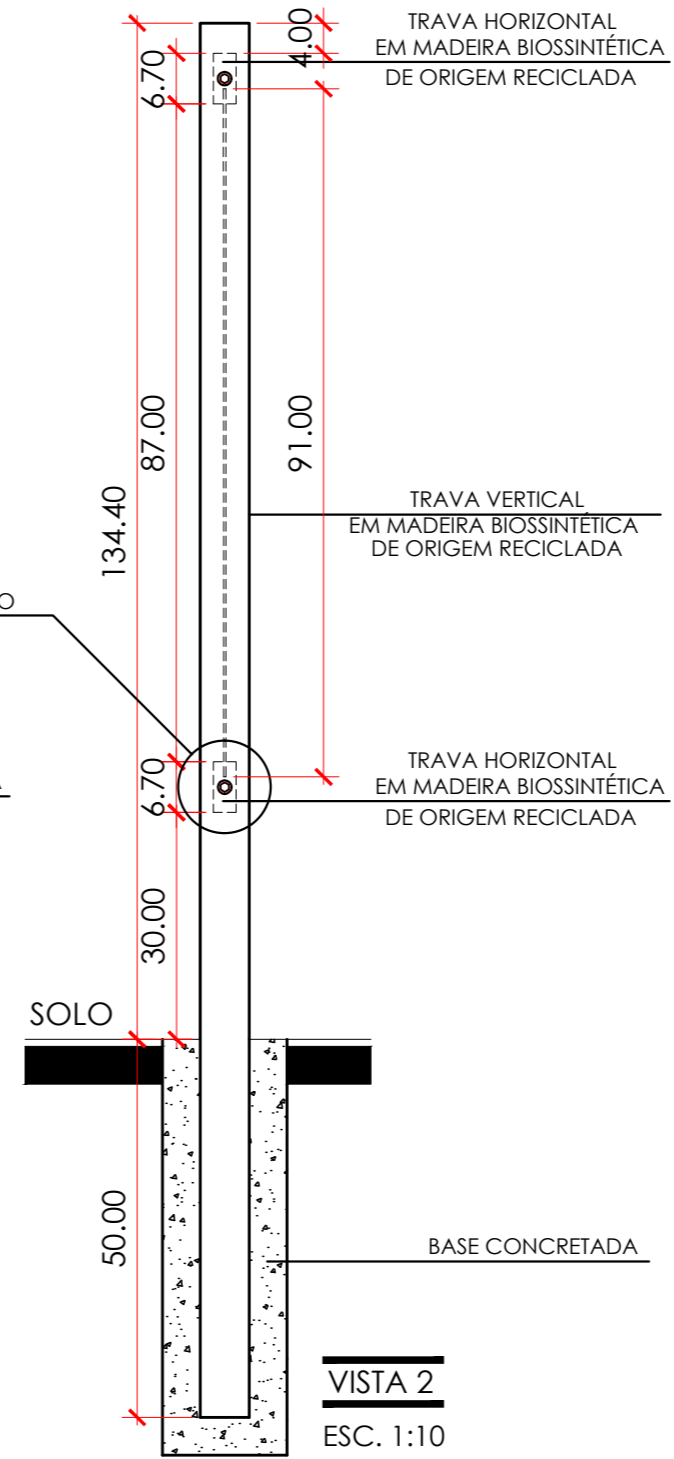 TRAVA HORIZONTAL
EM MADEIRA BIOSSINTÉTICA
DE ORIGEM RECICLADA
4.00
6.70
87.00
91.00
134.40
TRAVA VERTICAL
EM MADEIRA BIOSSINTÉTICA
DE ORIGEM RECICLADA
O
TRAVA HORIZONTAL
EM MADEIRA BIOSSINTÉTICA
DE ORIGEM RECICLADA
6.70
30.00
SOLO
50.00
BASE CONCRETADA
VISTA 2
ESC. 1:10